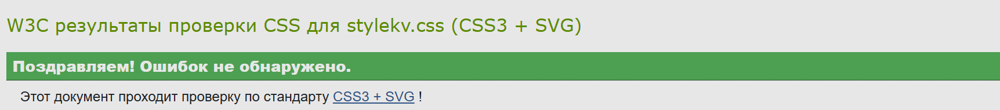 W3C результаты проверки CSS для stylekv.css (CSS3 + SVG)
Поздравляем! Ошибок не обнаружено.
Этот документ проходит проверку по стандарту CSS3 + SVG !